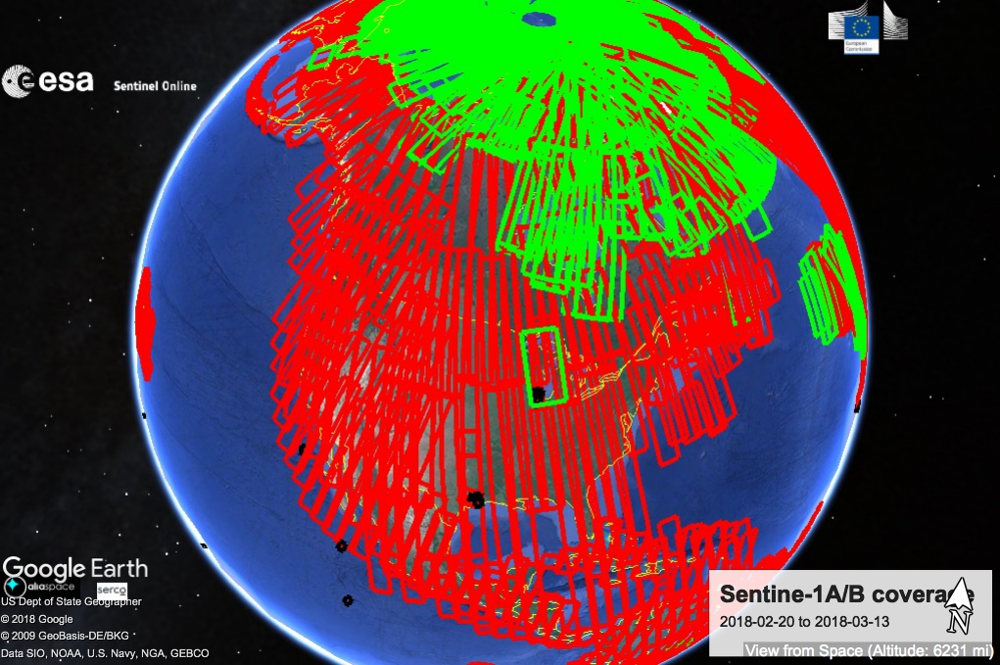 esa
Sentinel Online
European
Commission
Google Earth
aliaspace
serco
US Dept of State Geographer
© 2018 Google
© 2009 GeoBasis-DE/BKG
Data SIO, NOAA, U.S. Navy, NGA, GEBCO
Sentine-1A/B coverage
N
2018-02-20 to 2018-03-13
View from Space (Altitude: 6231 mi)